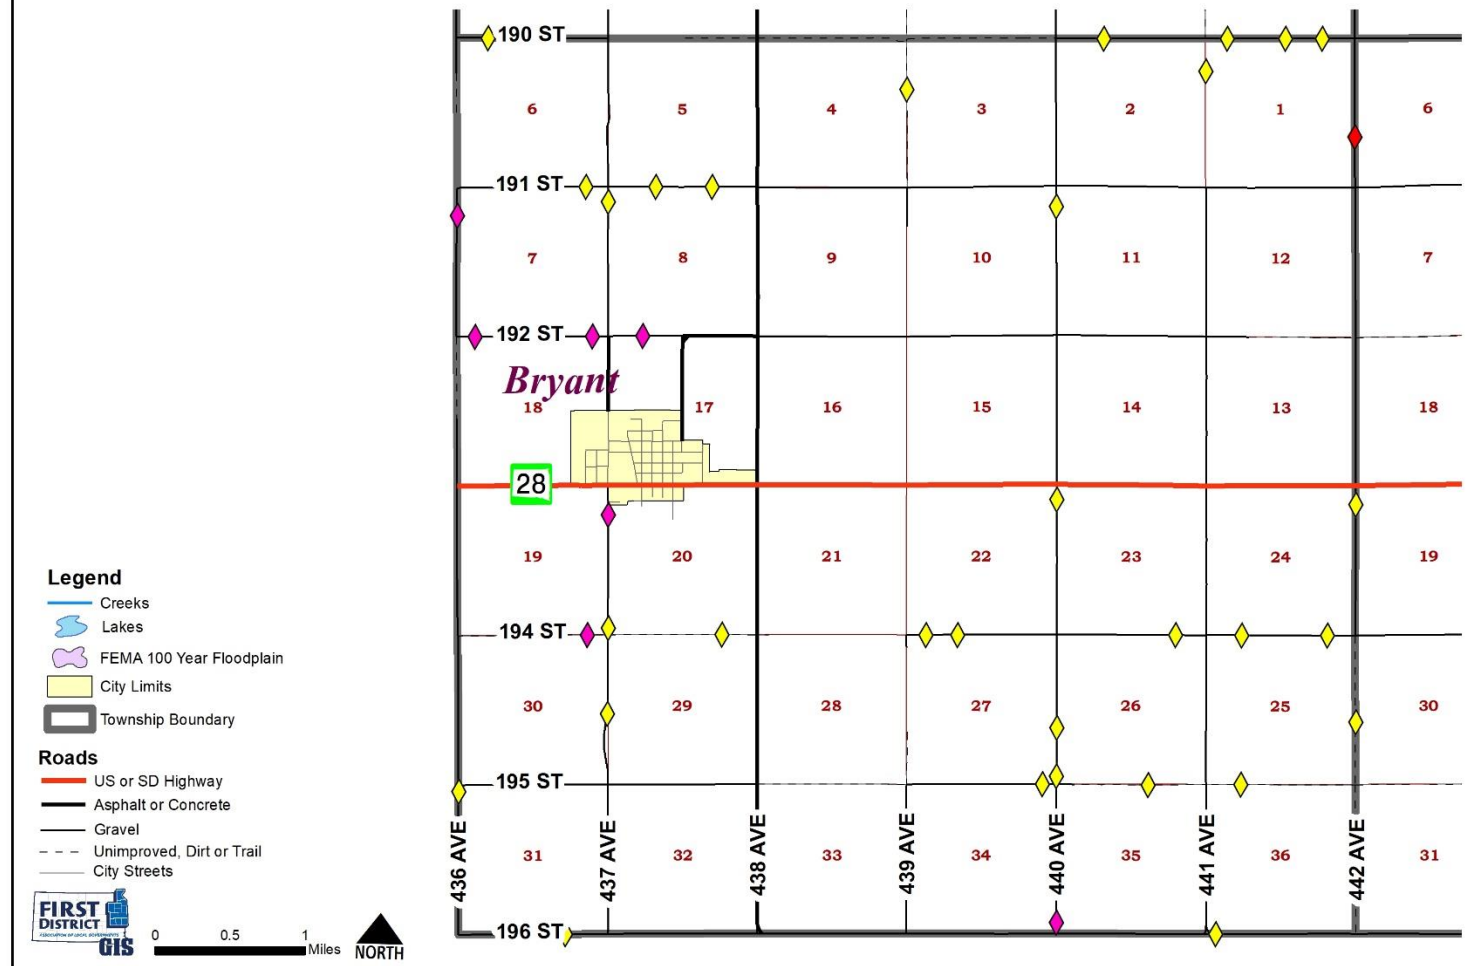 190 ST
6 5 4 3 2 1 6
191 ST
7 8 9 10 11 12 7
192 ST
Bryant
18 17 16 15 14 13 18
28
19 20 21 22 23 24 19
194 ST
30 29 28 27 26 25 30
195 ST
31 32 33 34 35 36 31
436 AVE
437 AVE
438 AVE
439 AVE
440 AVE
441 AVE
442 AVE
196 ST
Legend
Creeks
Lakes
FEMA 100 Year Floodplain
City Limits
Township Boundary
Roads
US or SD Highway
Asphalt or Concrete
Gravel
Unimproved, Dirt or Trail
City Streets
FIRST
DISTRICT
ASSOCIATION OF LOCAL GOVERNMENTS
GIS
0 0.5 1
Miles
NORTH